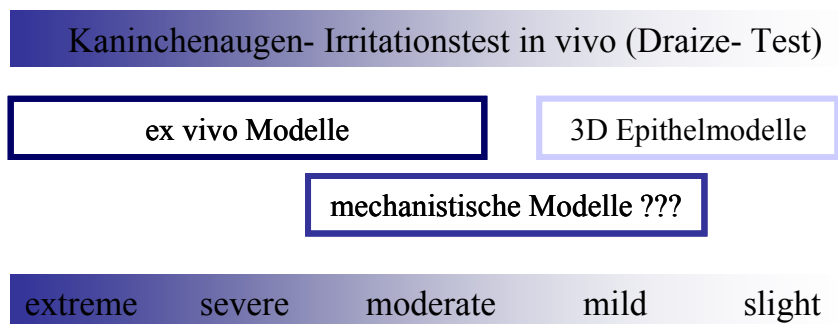 Kaninchenaugen- Irritationstest in vivo (Draize- Test)
ex vivo Modelle 3D Epithelmodelle
mechanistische Modelle ???
extreme severe moderate mild slight